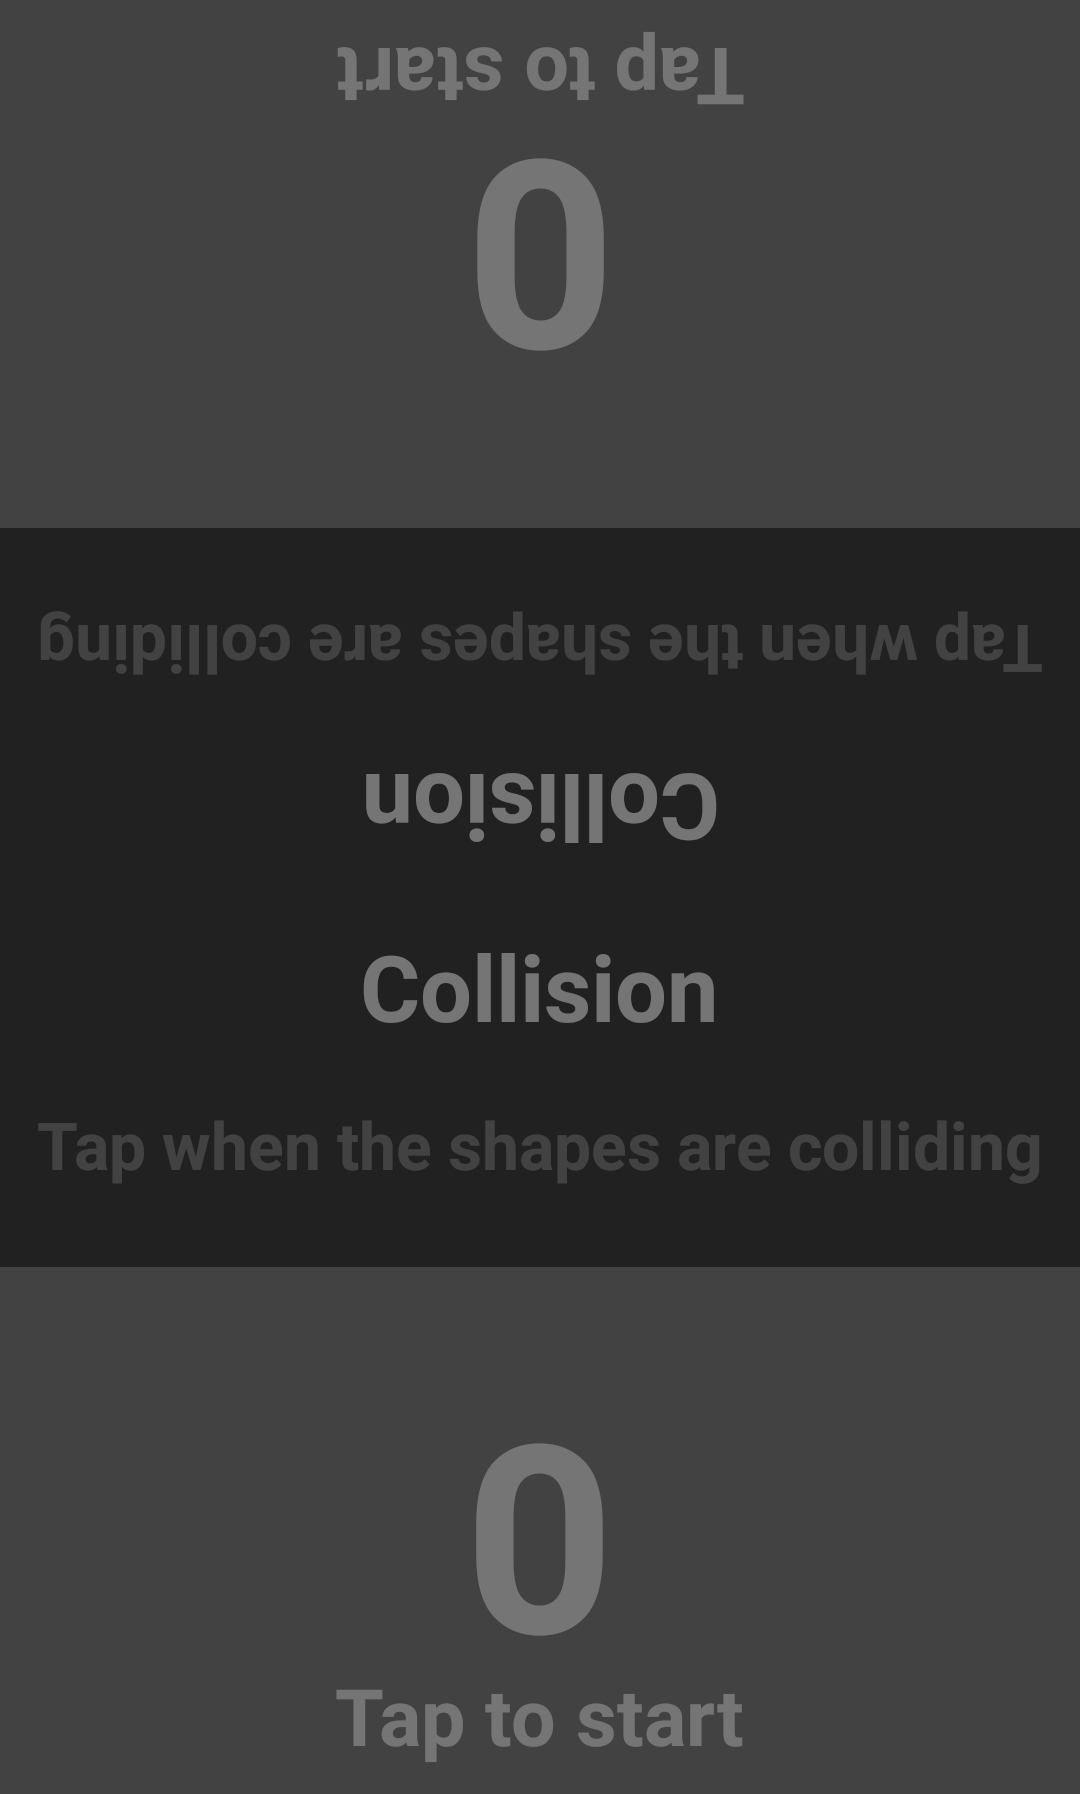 Tap to start
0
Tap when the shapes are colliding
Collision
Collision
Tap when the shapes are colliding
0
Tap to start